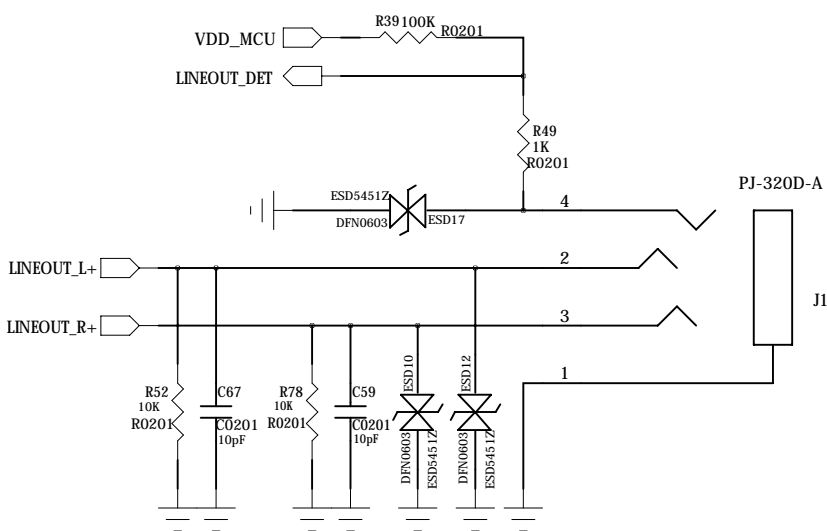 R39 100K
R0201
VDD_MCU
LINEOUT_DET
R49
1K
R0201
PJ-320D-A
ESD5451Z
4
DFN0603
ESD17
2
LINEOUT_L+
J1
3
LINEOUT_R+
1
R52
10K
R0201
C67
C0201
10pF
R78
10K
R0201
C59
C0201
10pF
ESD10
DFN0603
ESD5451Z
ESD12
DFN0603
ESD5451Z